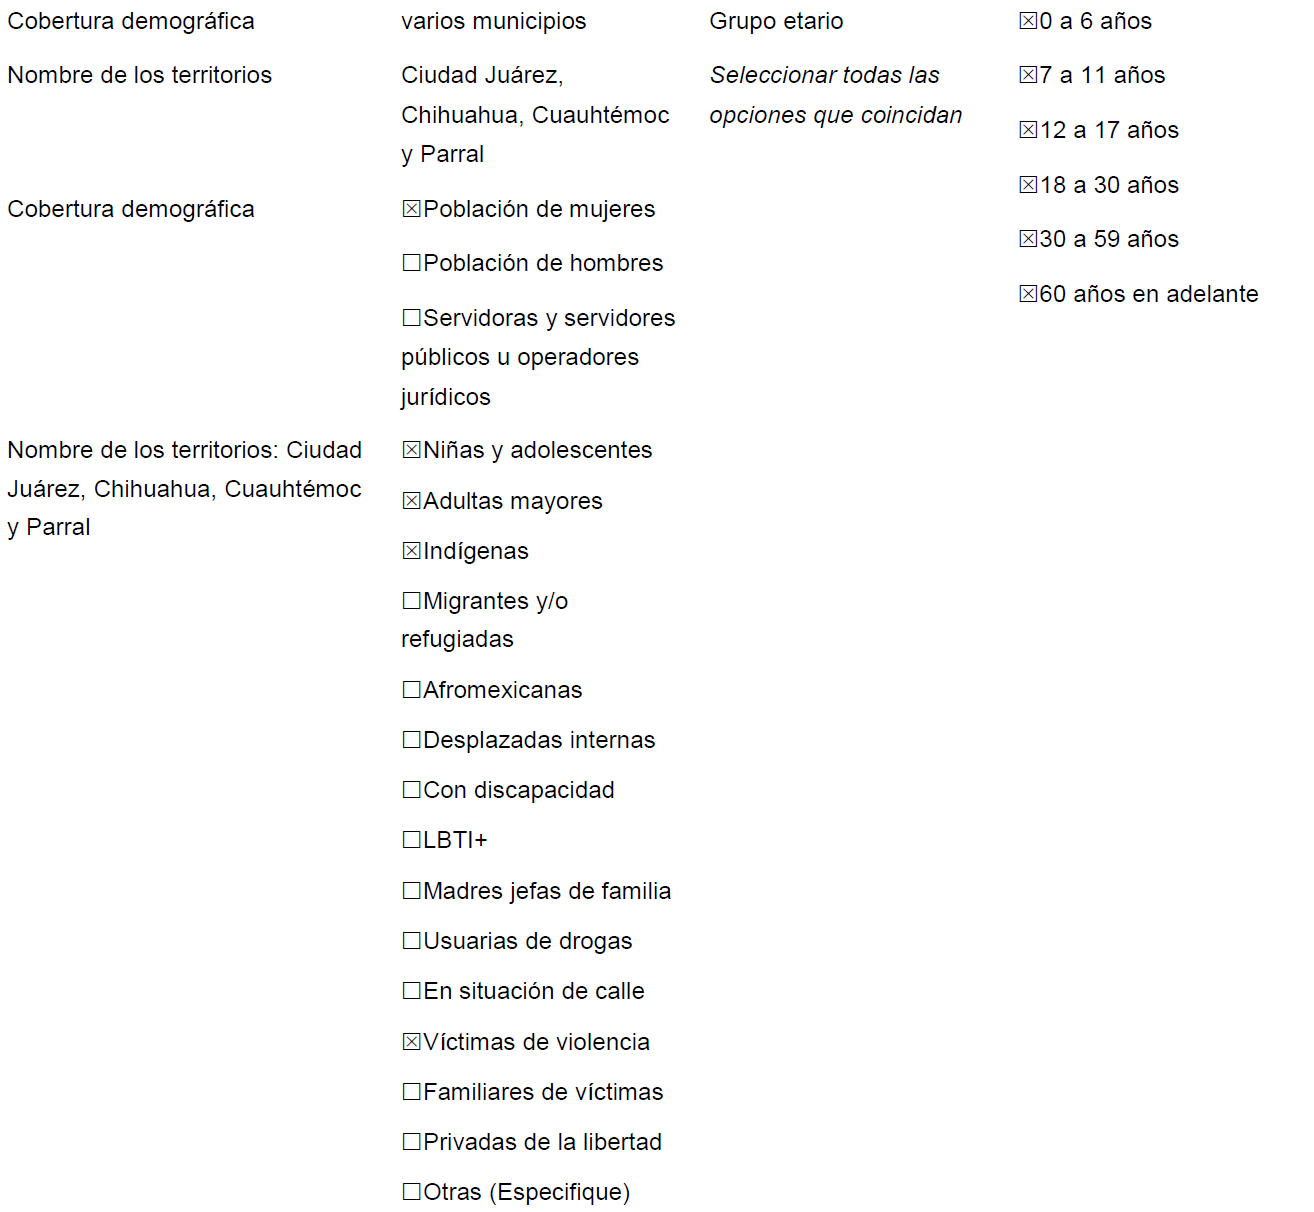 Cobertura demográfica
varios municipios
Grupo etario
☒0 a 6 años
Nombre de los territorios
Ciudad Juárez,
Chihuahua, Cuauhtémoc
y Parral
Seleccionar todas las
opciones que coincidan
☒7 a 11 años
☒12 a 17 años
☒18 a 30 años
☒30 a 59 años
☒60 años en adelante
Cobertura demográfica
☒Población de mujeres
☐Población de hombres
☐Servidoras y servidores
públicos u operadores
jurídicos
Nombre de los territorios: Ciudad
Juárez, Chihuahua, Cuauhtémoc
y Parral
☒Niñas y adolescentes
☒Adultas mayores
☒Indígenas
☐Migrantes y/o
refugiadas
☐Afromexicanas
☐Desplazadas internas
☐Con discapacidad
☐LBTI+
☐Madres jefas de familia
☐Usuarias de drogas
☐En situación de calle
☒Víctimas de violencia
☐Familiares de víctimas
☐Privadas de la libertad
☐Otras (Especifique)